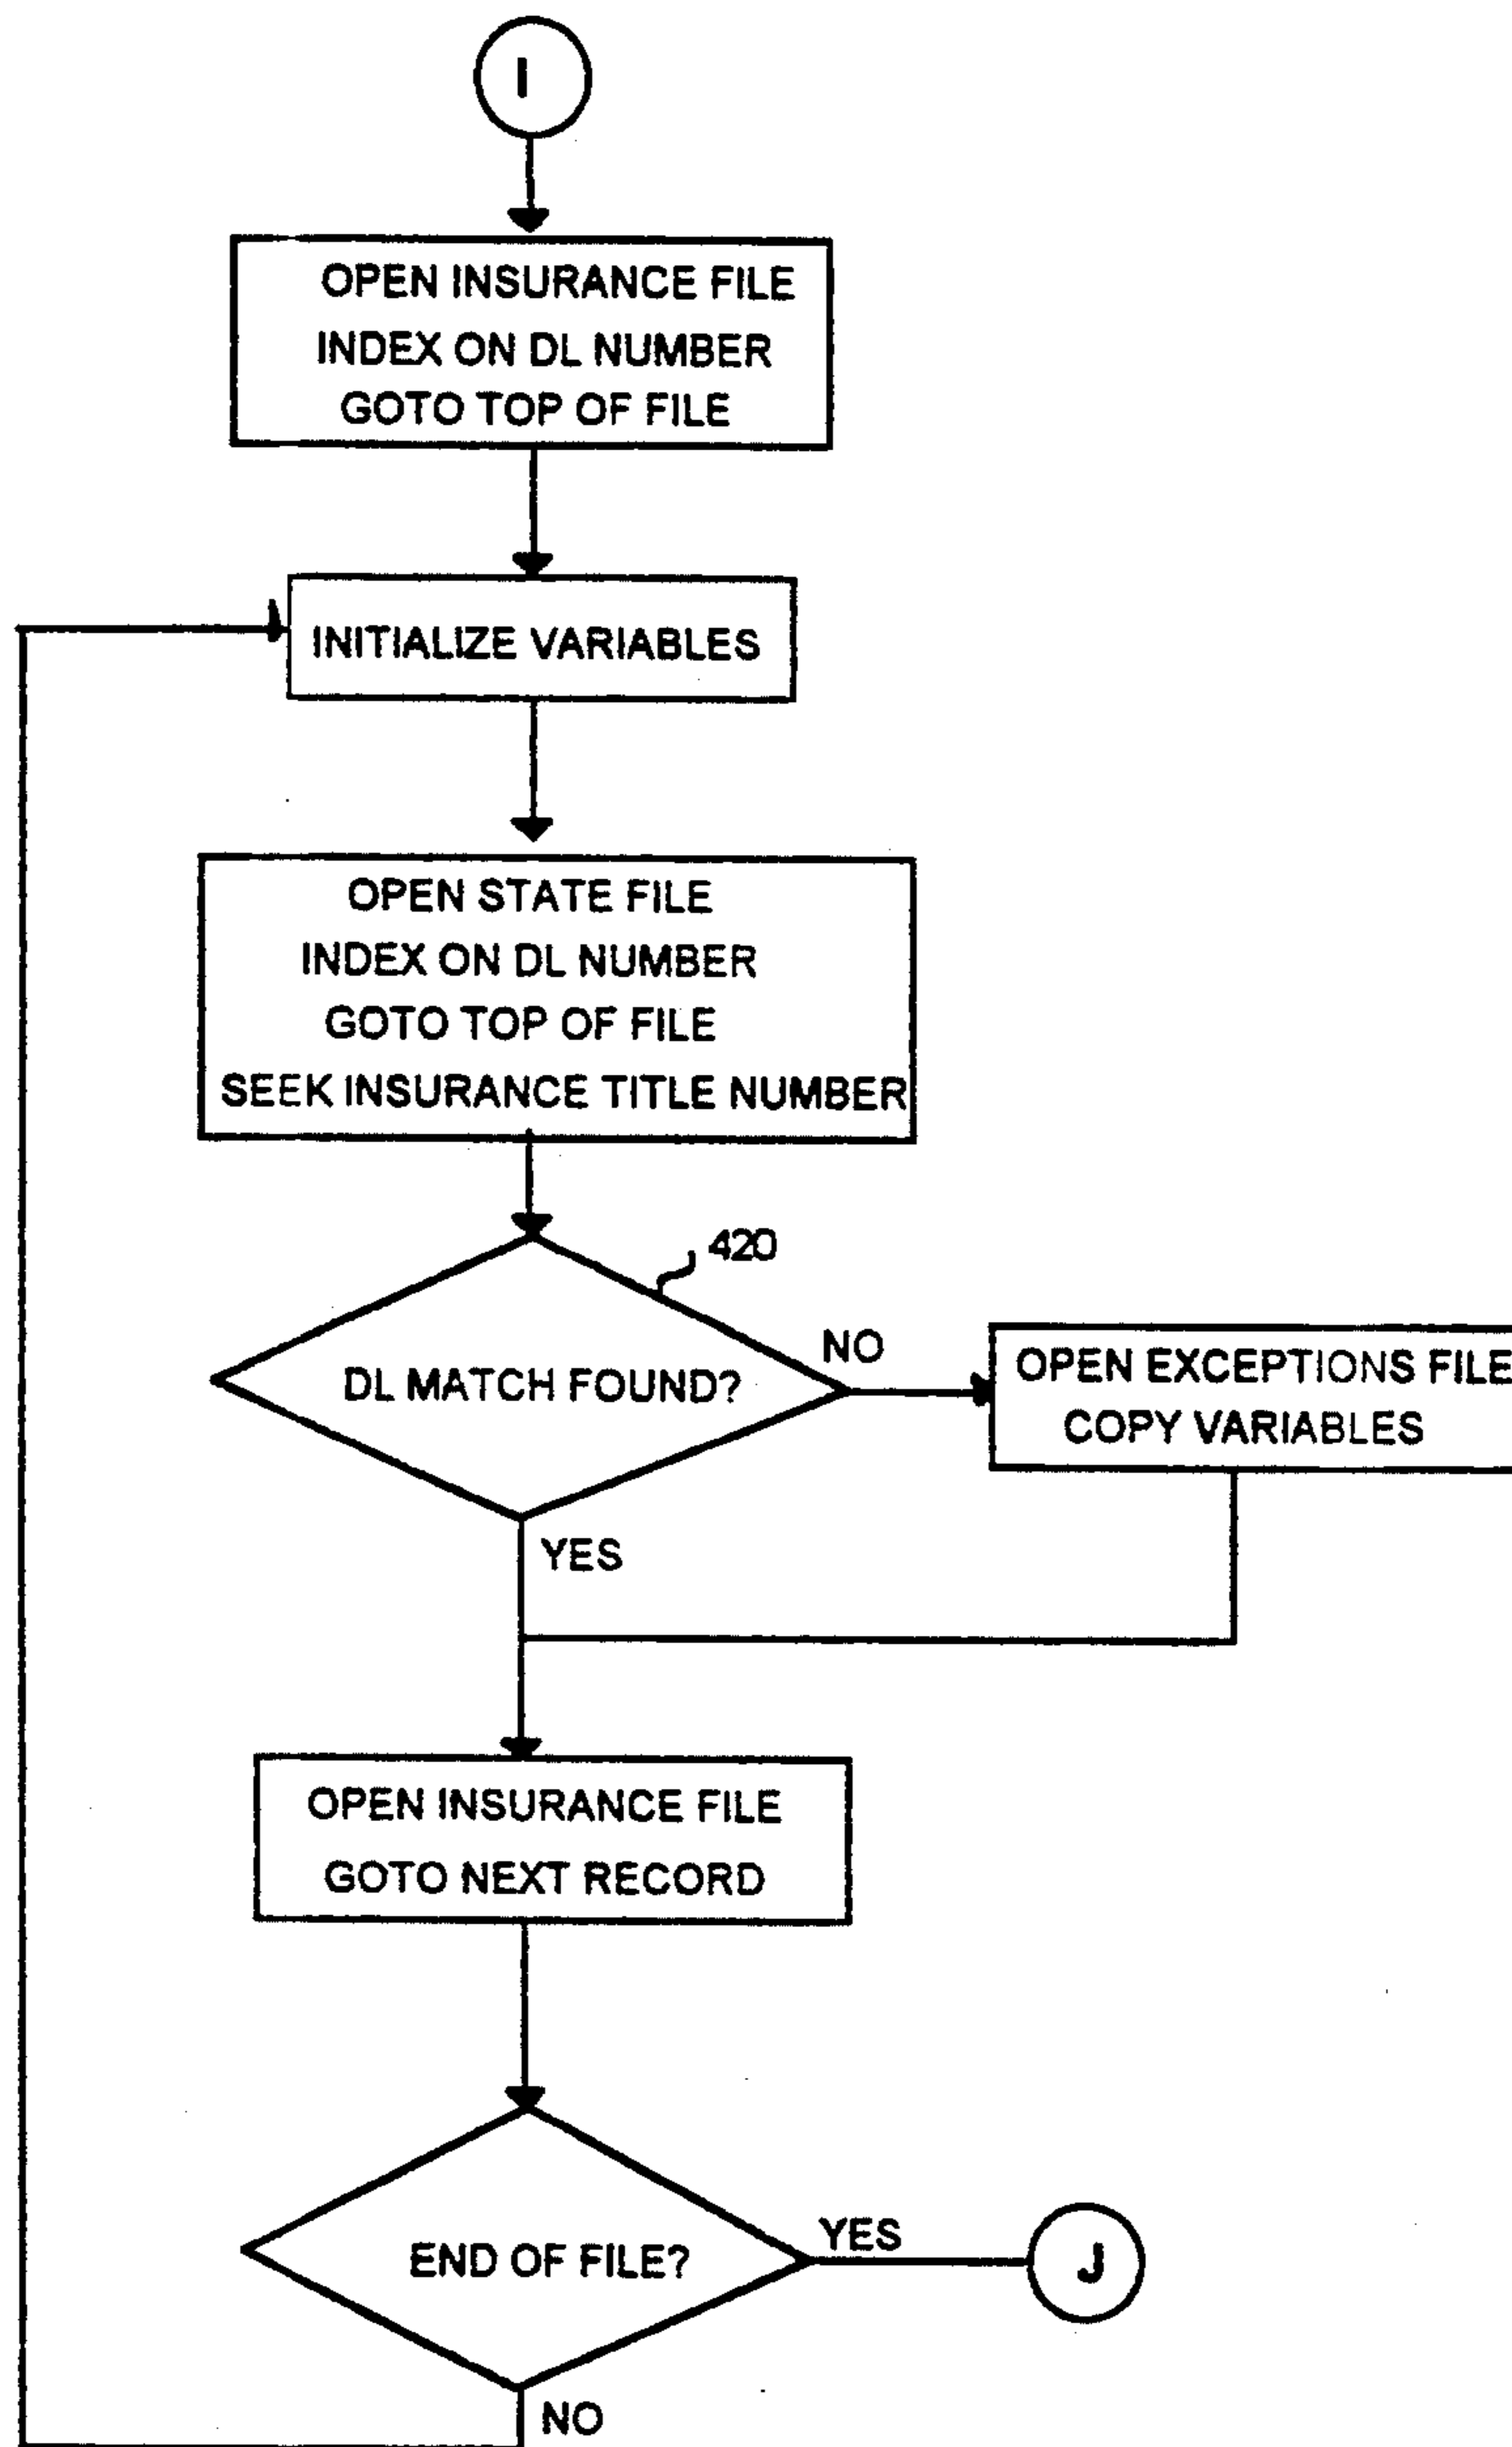 I
OPEN INSURANCE FILE
INDEX ON DL NUMBER
GOTO TOP OF FILE
INITIALIZE VARIABLES
OPEN STATE FILE
INDEX ON DL NUMBER
GOTO TOP OF FILE
SEEK INSURANCE TITLE NUMBER
420
DL MATCH FOUND?
NO
OPEN EXCEPTIONS FILE
COPY VARIABLES
YES
OPEN INSURANCE FILE
GOTO NEXT RECORD
END OF FILE?
YES
J
NO